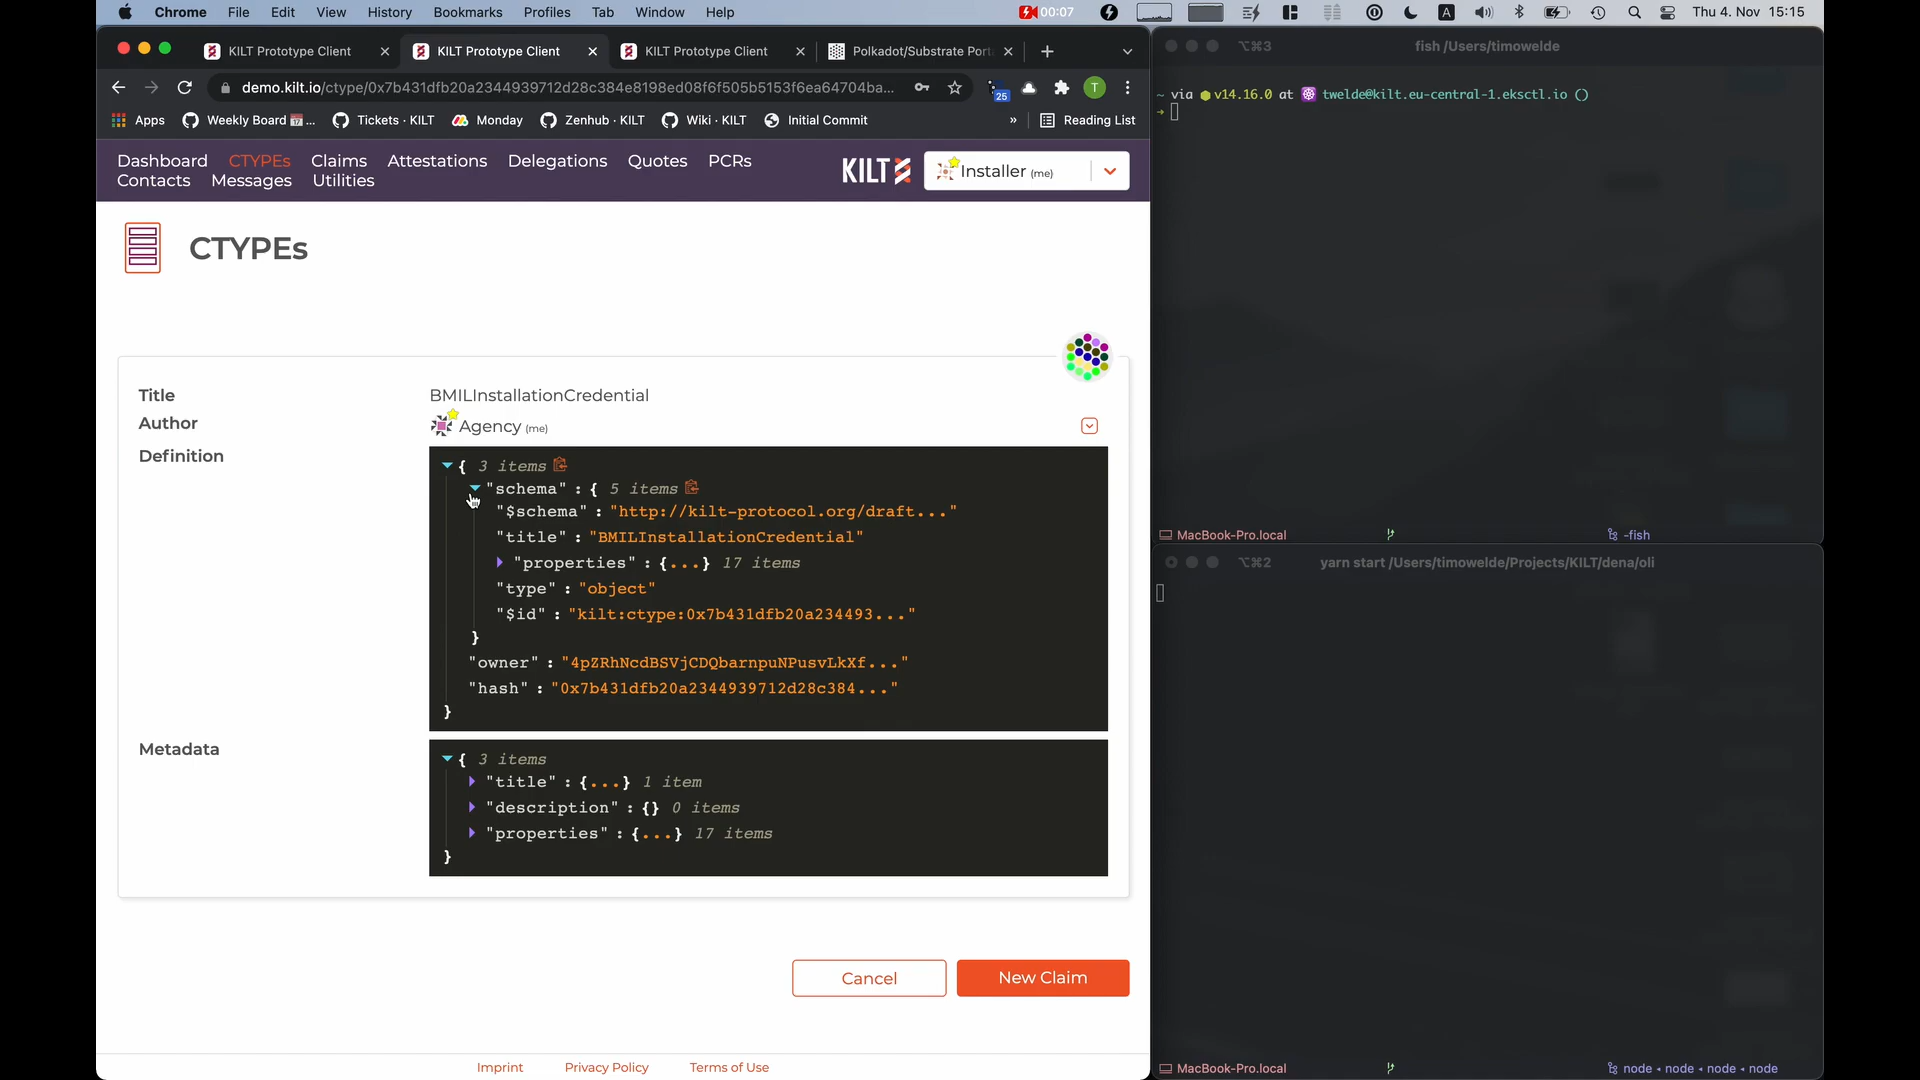 Chrome File Edit View History Bookmarks Profiles Tab Window Help 00:07 A Thu 4. Nov 15:15
KILT Prototype Client KILT Prototype Client KILT Prototype Client Polkadot/Substrate Port
demo.kilt.io/ctype/0x7b431dfb20a2344939712d28c384e8198ed08f6f505b5153f6ea64704ba... 25 T
Apps Weekly Board ... Tickets · KILT Monday Zenhub · KILT Wiki · KILT Initial Commit » Reading List
Dashboard CTYPEs Claims Attestations Delegations Quotes PCRs
Contacts Messages Utilities
KILT
Installer (me)
CTYPEs
Title BMILInstallationCredential
Author Agency (me)
Definition
{ 3 items
"schema" : { 5 items
"$schema" : "http://kilt-protocol.org/draft..."
"title" : "BMILInstallationCredential"
"properties" : {...} 17 items
"type" : "object"
"$id" : "kilt:ctype:0x7b431dfb20a234493..."
}
"owner" : "4pZRhNcdBSVjCDQbarnpuNPusvLkXf..."
"hash" : "0x7b431dfb20a2344939712d28c384..."
}
Metadata
{ 3 items
"title" : {...} 1 item
"description" : {} 0 items
"properties" : {...} 17 items
}
Cancel New Claim
Imprint Privacy Policy Terms of Use
⌥⌘3 fish /Users/timowelde
~ via v14.16.0 at twelde@kilt.eu-central-1.eksctl.io ()
MacBook-Pro.local -fish
⌥⌘2 yarn start /Users/timowelde/Projects/KILT/dena/oli
MacBook-Pro.local node ◂ node ◂ node ◂ node